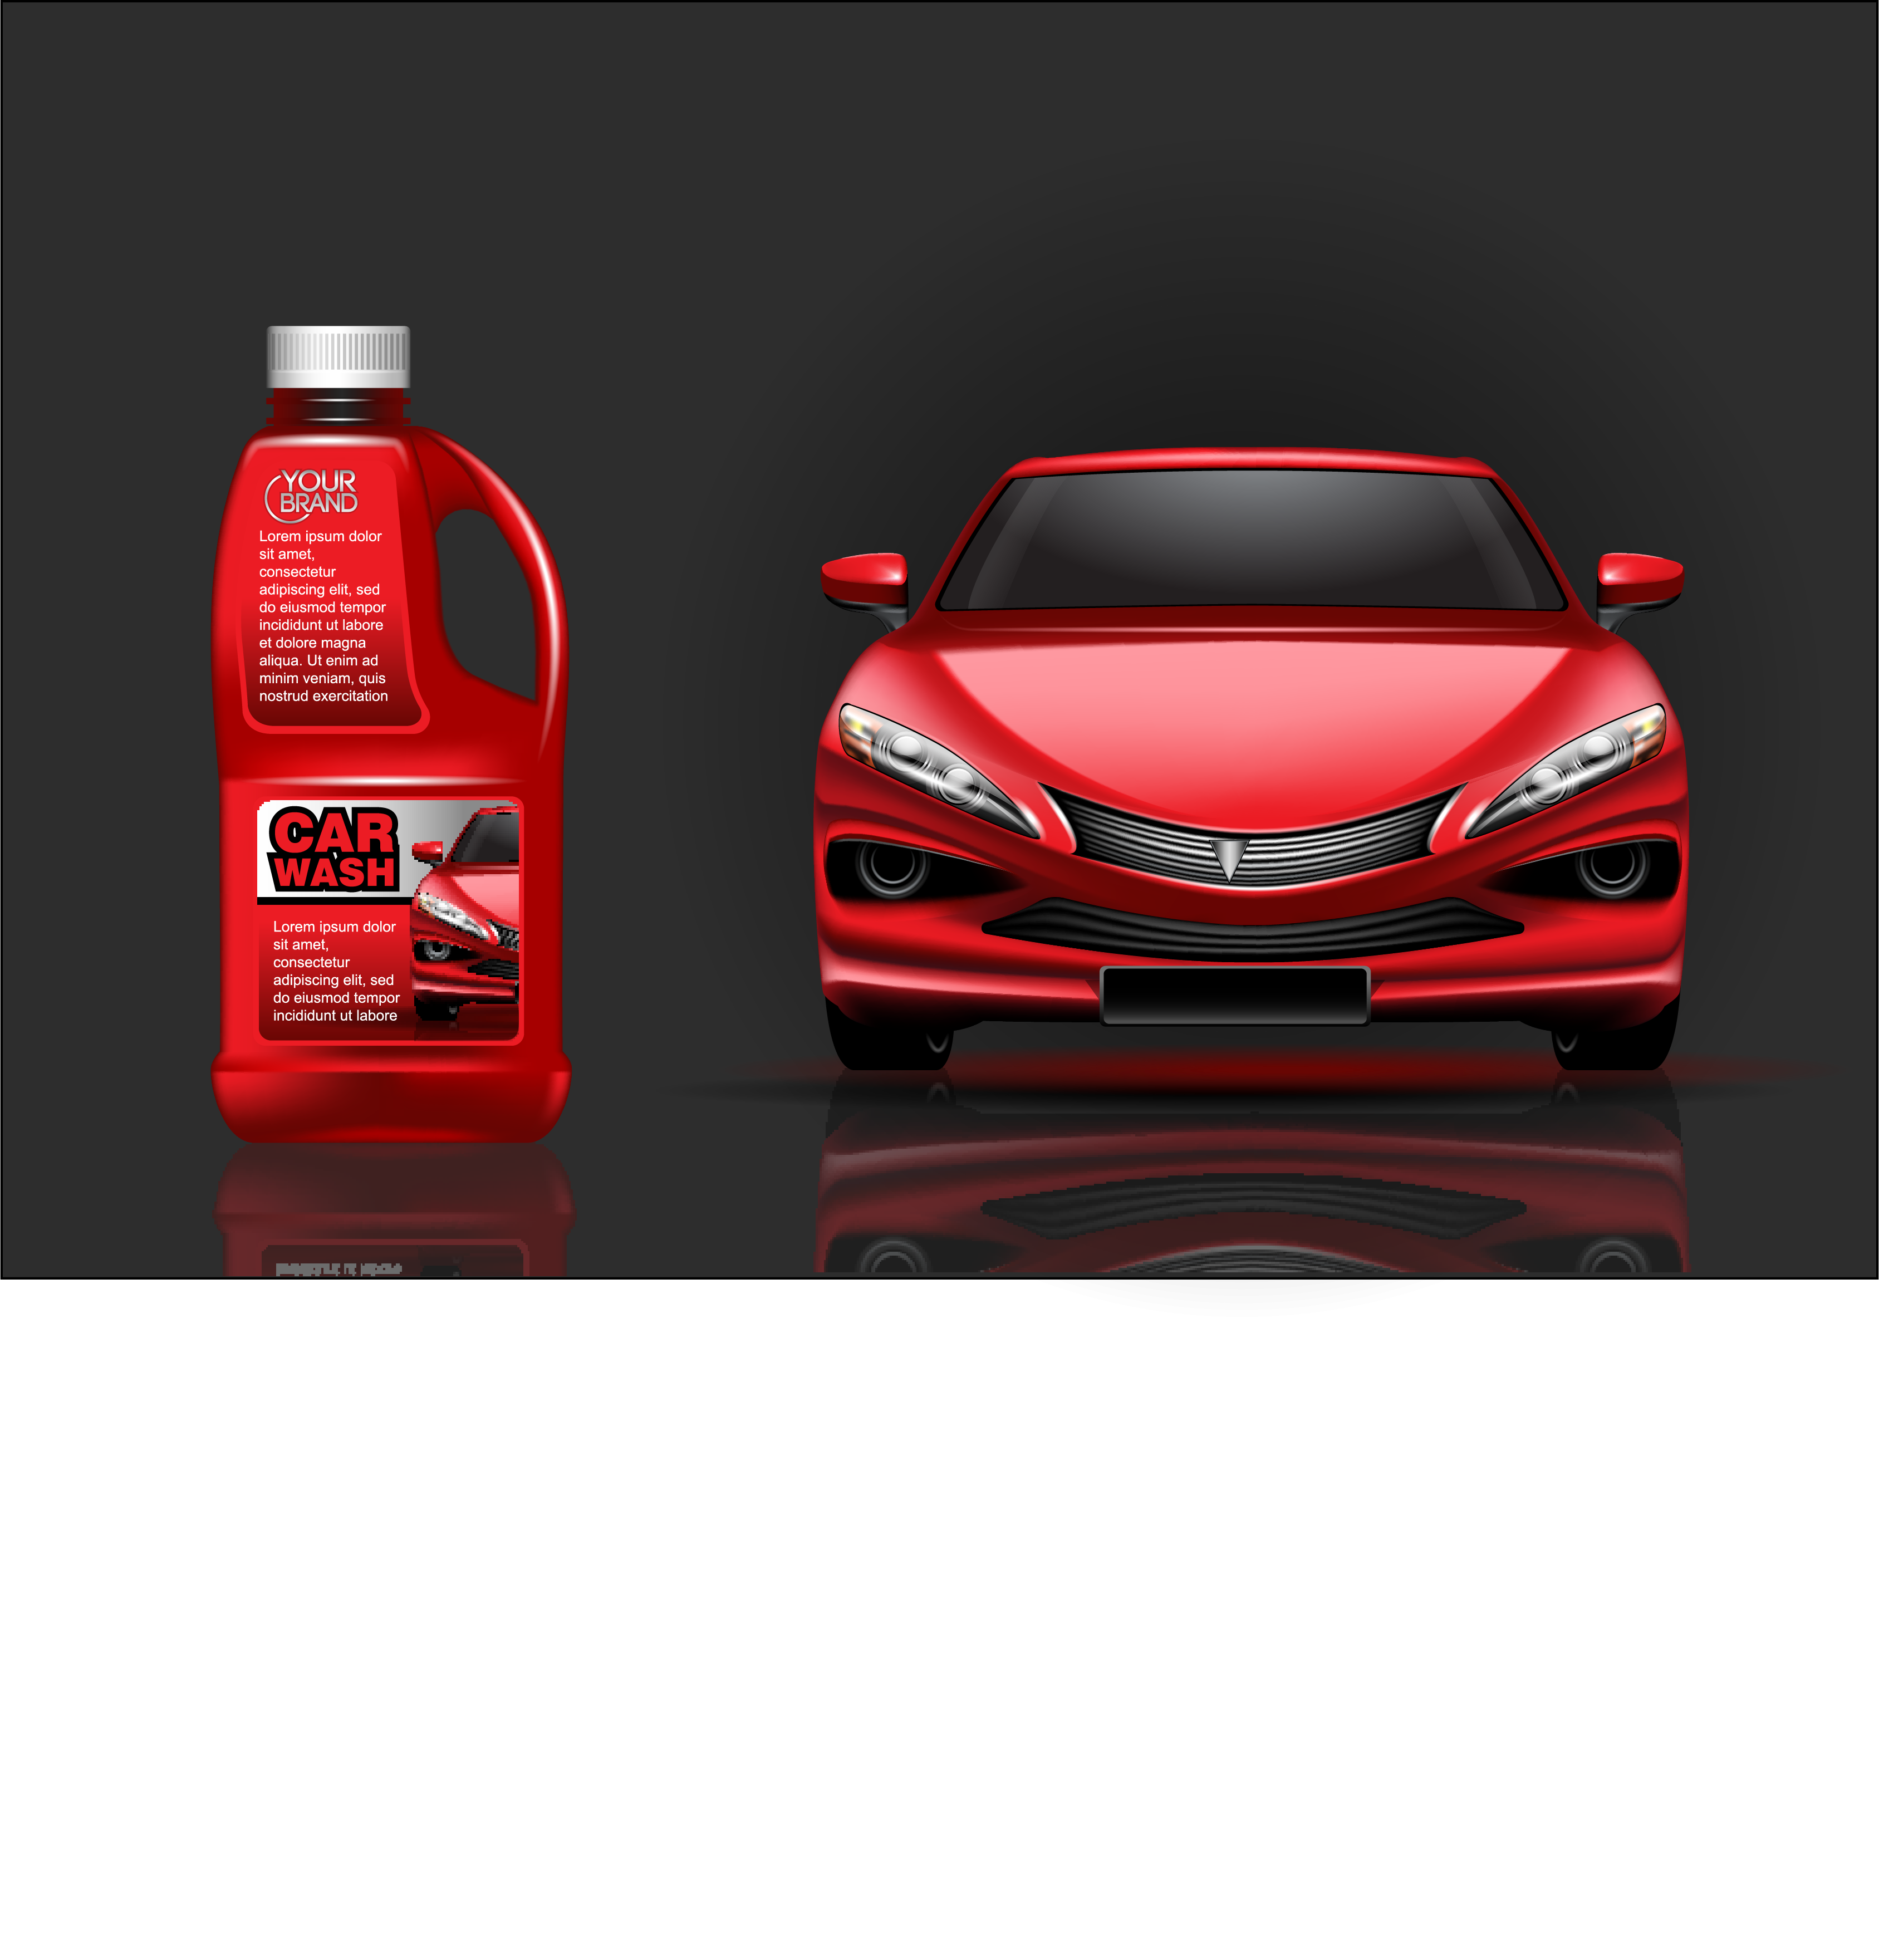 YOUR
BRAND
Lorem ipsum dolor
sit amet,
consectetur
adipiscing elit, sed
do eiusmod tempor
incididunt ut labore
et dolore magna
aliqua. Ut enim ad
minim veniam, quis
nostrud exercitation
CAR
WASH
Lorem ipsum dolor
sit amet,
consectetur
adipiscing elit, sed
do eiusmod tempor
incididunt ut labore